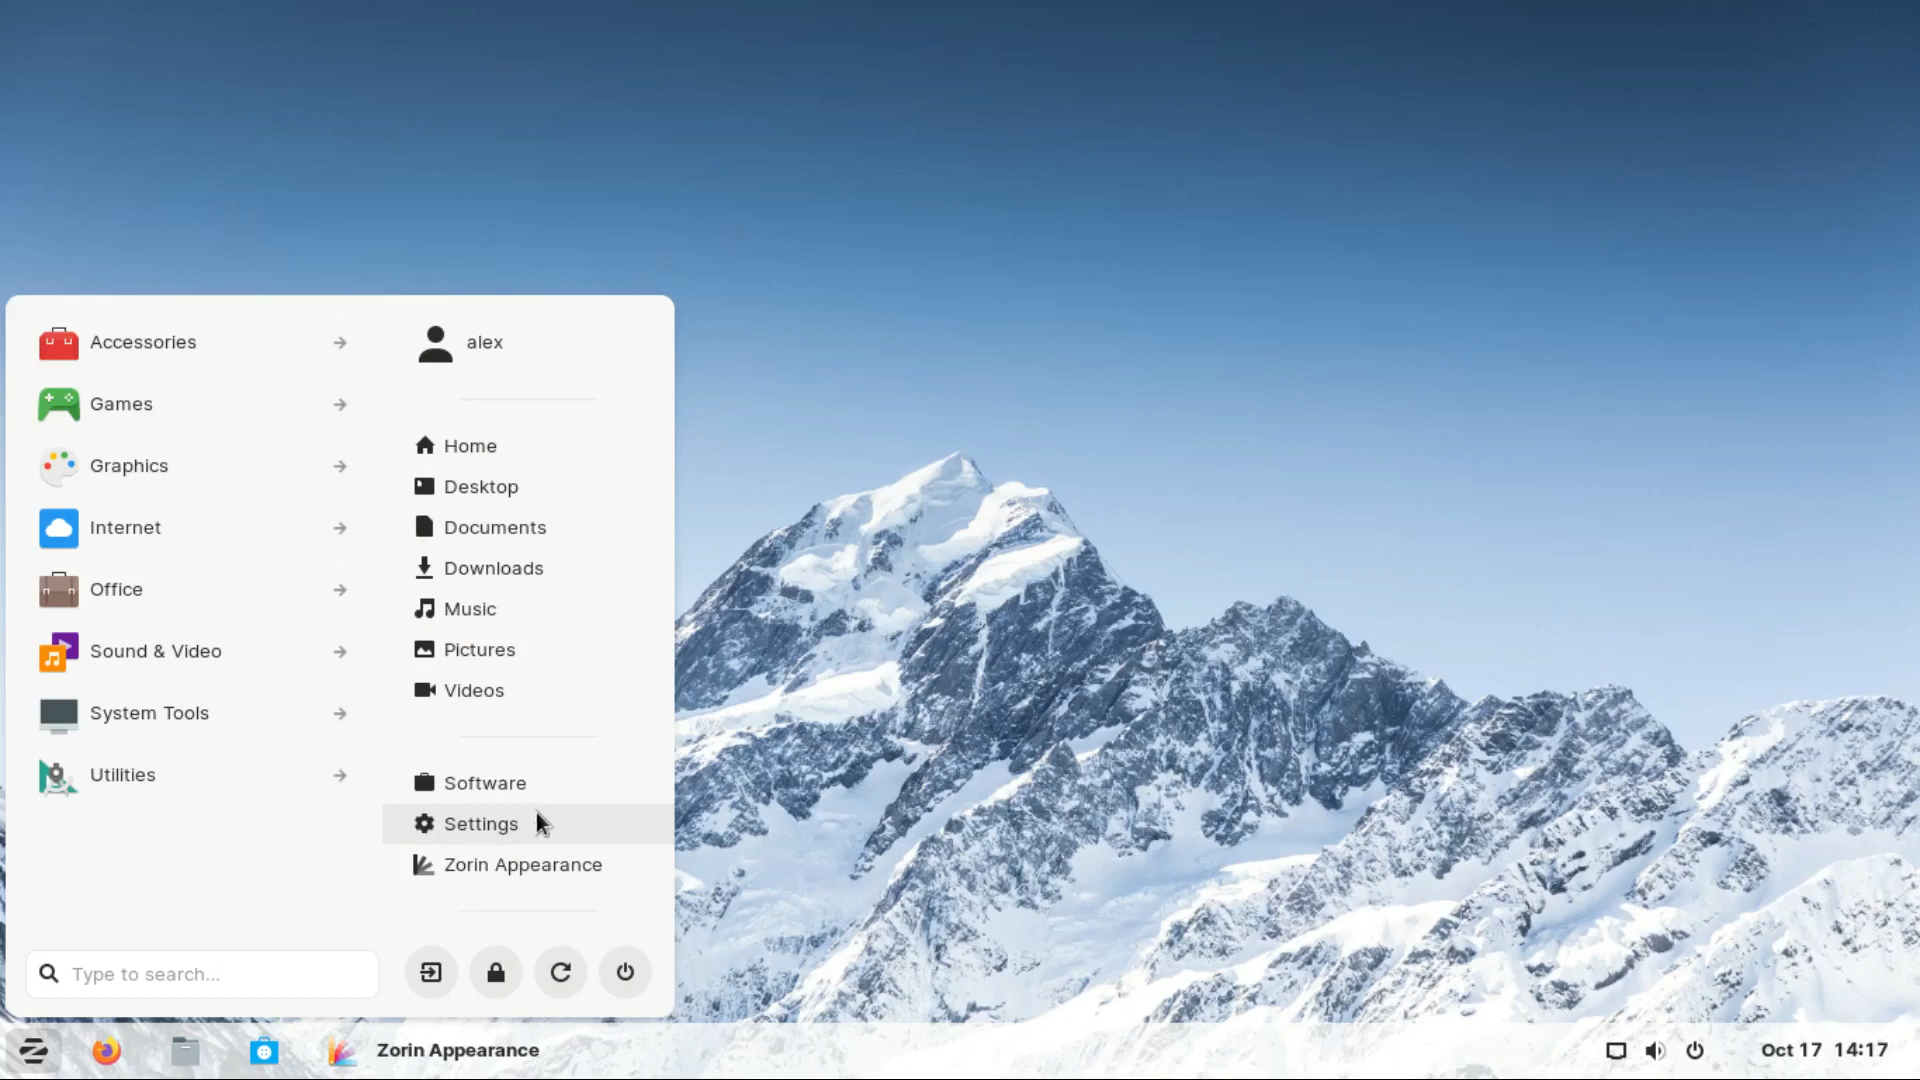 Accessories
Games
Graphics
Internet
Office
Sound & Video
System Tools
Utilities
Type to search...
alex
Home
Desktop
Documents
Downloads
Music
Pictures
Videos
Software
Settings
Zorin Appearance
Zorin Appearance
Oct 17 14:17